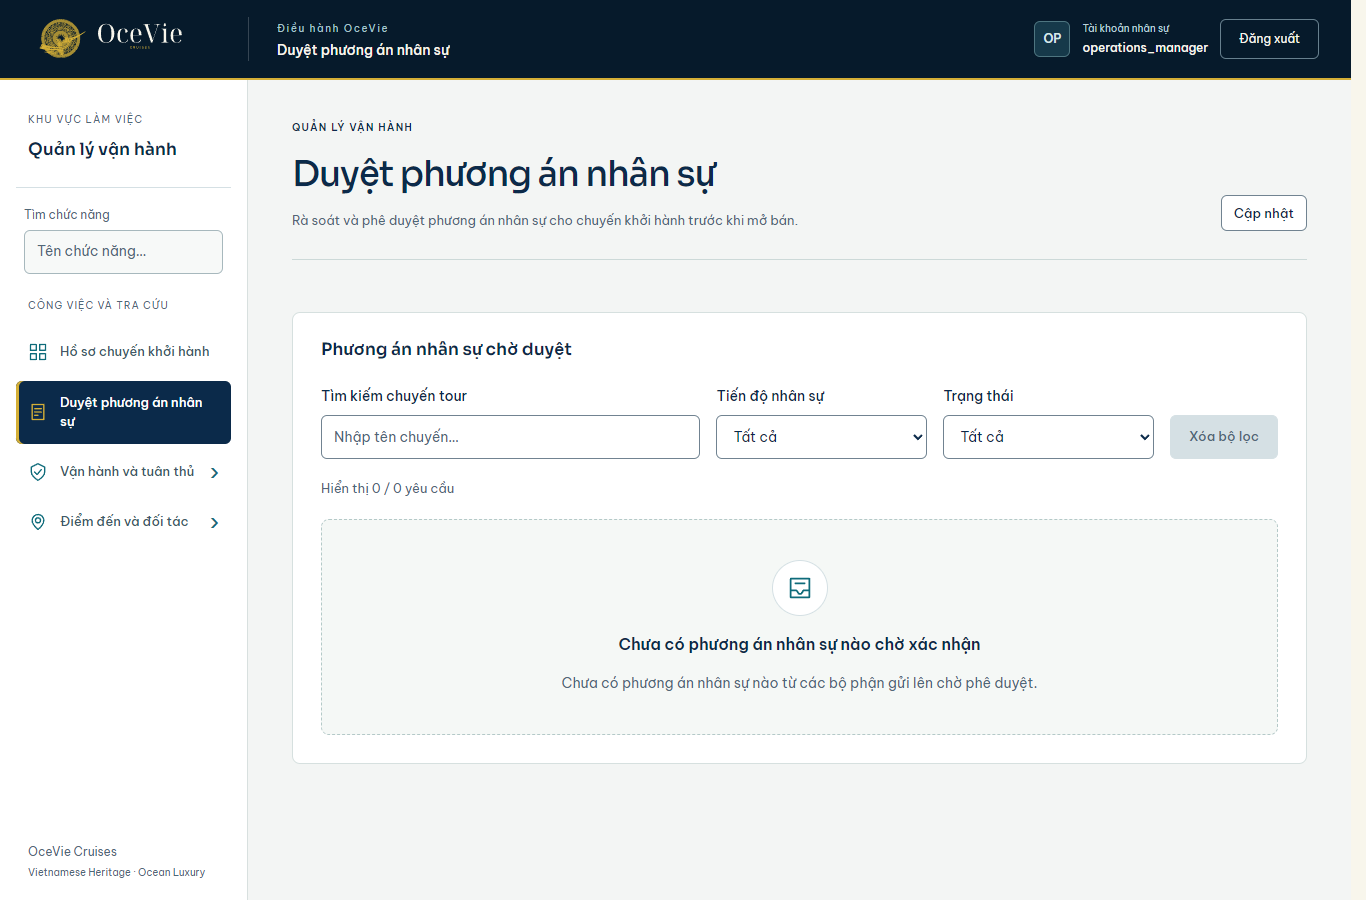 OceVie
CRUISES
Điều hành OceVie
Duyệt phương án nhân sự
OP
Tài khoản nhân sự
operations_manager
Đăng xuất
KHU VỰC LÀM VIỆC
Quản lý vận hành
Tìm chức năng
Tên chức năng...
CÔNG VIỆC VÀ TRA CỨU
Hồ sơ chuyến khởi hành
Duyệt phương án nhân
sự
Vận hành và tuân thủ
Điểm đến và đối tác
OceVie Cruises
Vietnamese Heritage · Ocean Luxury
QUẢN LÝ VẬN HÀNH
Duyệt phương án nhân sự
Rà soát và phê duyệt phương án nhân sự cho chuyến khởi hành trước khi mở bán.
Cập nhật
Phương án nhân sự chờ duyệt
Tìm kiếm chuyến tour
Nhập tên chuyến...
Tiến độ nhân sự
Tất cả
Trạng thái
Tất cả
Xóa bộ lọc
Hiển thị 0 / 0 yêu cầu
Chưa có phương án nhân sự nào chờ xác nhận
Chưa có phương án nhân sự nào từ các bộ phận gửi lên chờ phê duyệt.